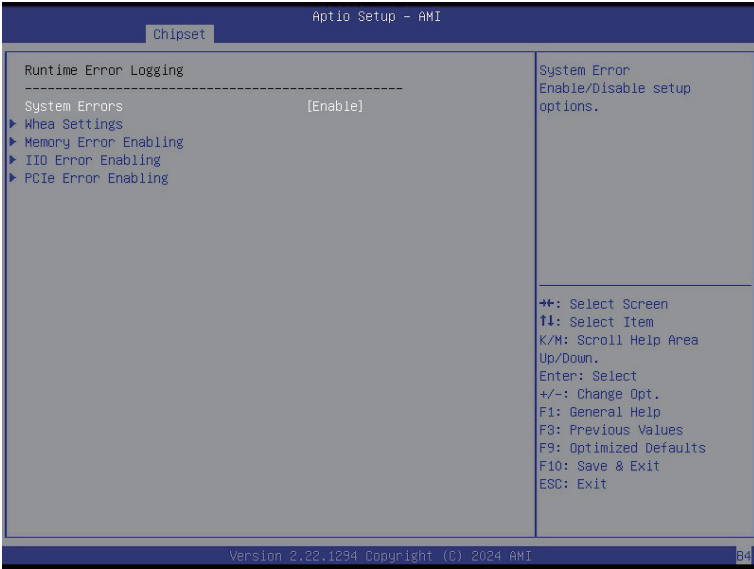 Aptio Setup – AMI
Chipset
Runtime Error Logging
--------------------------------------------------
System Errors [Enable]
▶ Whea Settings
▶ Memory Error Enabling
▶ IIO Error Enabling
▶ PCIe Error Enabling
System Error
Enable/Disable setup
options.
→←: Select Screen
↑↓: Select Item
K/M: Scroll Help Area
Up/Down.
Enter: Select
+/-: Change Opt.
F1: General Help
F3: Previous Values
F9: Optimized Defaults
F10: Save & Exit
ESC: Exit
Version 2.22.1294 Copyright (C) 2024 AMI
B4